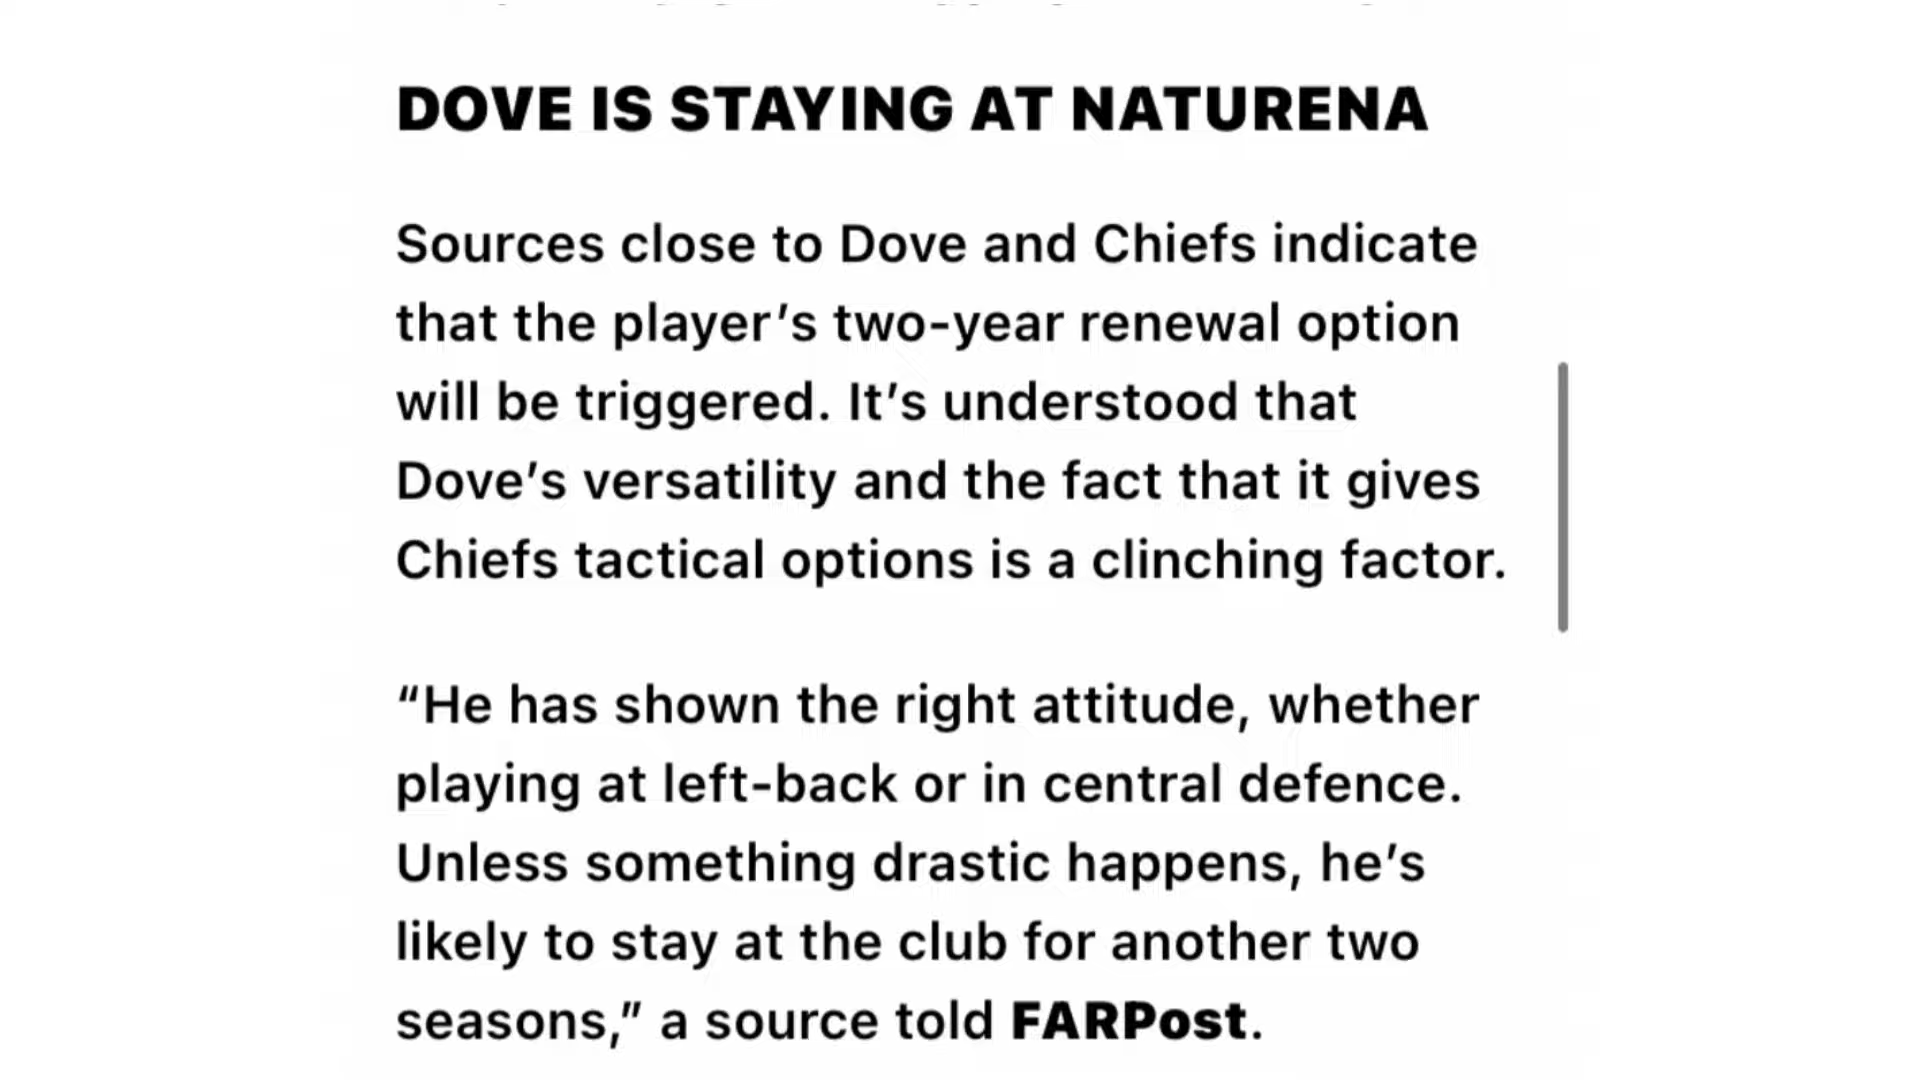 DOVE IS STAYING AT NATURENA
Sources close to Dove and Chiefs indicate
that the player’s two-year renewal option
will be triggered. It’s understood that
Dove’s versatility and the fact that it gives
Chiefs tactical options is a clinching factor.
“He has shown the right attitude, whether
playing at left-back or in central defence.
Unless something drastic happens, he’s
likely to stay at the club for another two
seasons,” a source told FARPost.